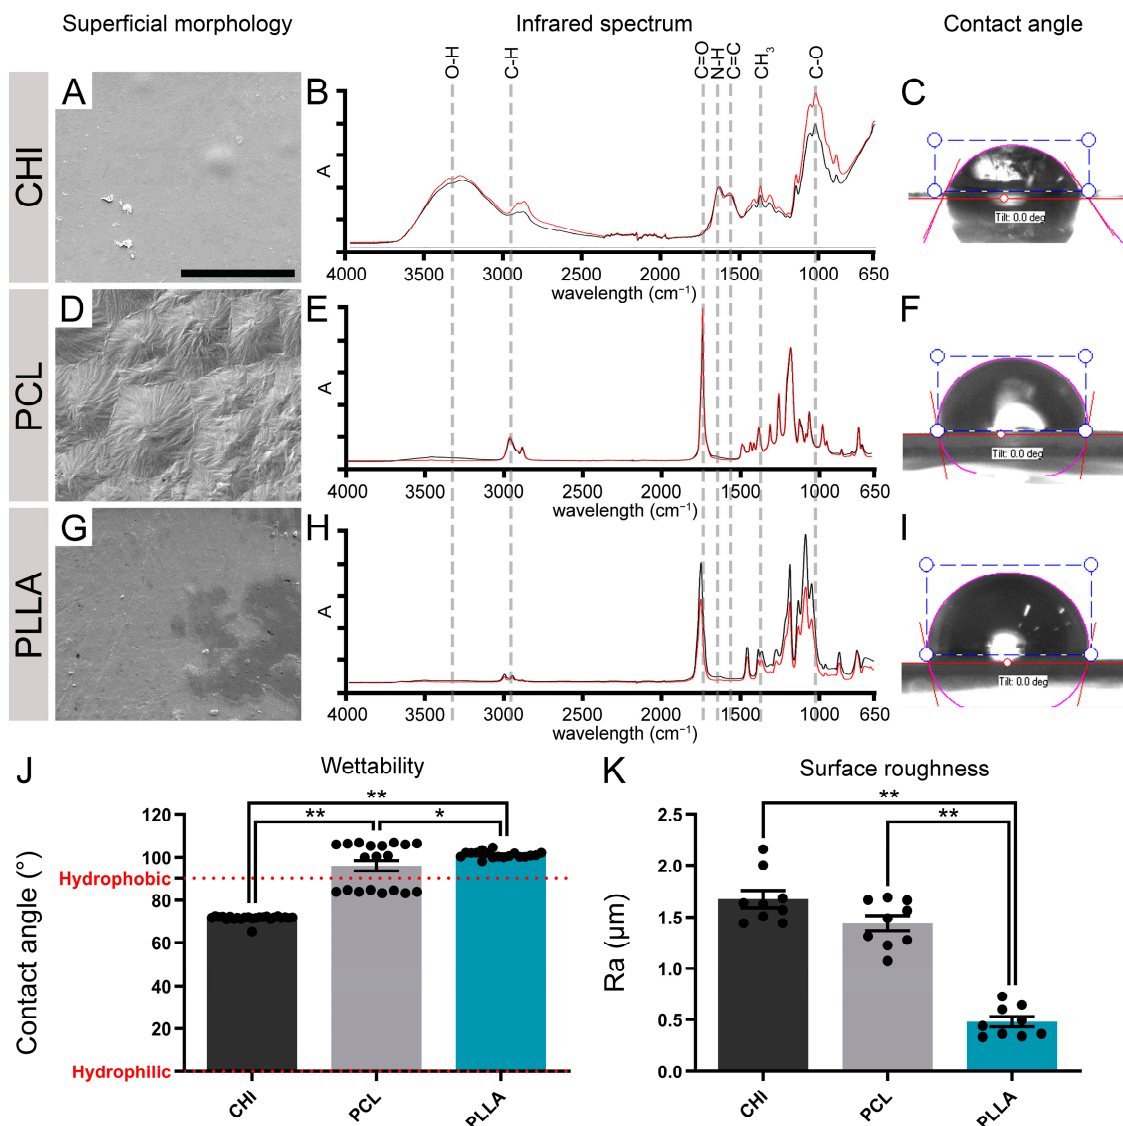 Superficial morphology
Infrared spectrum
Contact angle
O-H
C-H
C=O
N-H
C=C
CH₃
C-O
CHI
A
B
A
4000 3500 3000 2500 2000 1500 1000 650
wavelength (cm⁻¹)
C
Tilt: 0.0 deg
PCL
D
E
A
4000 3500 3000 2500 2000 1500 1000 650
wavelength (cm⁻¹)
F
Tilt: 0.0 deg
PLLA
G
H
A
4000 3500 3000 2500 2000 1500 1000 650
wavelength (cm⁻¹)
I
Tilt: 0.0 deg
J
Wettability
**
**
*
Contact angle (°)
120
100
Hydrophobic
80
60
40
20
Hydrophilic
CHI
PCL
PLLA
K
Surface roughness
**
**
Ra (μm)
2.5
2.0
1.5
1.0
0.5
0.0
CHI
PCL
PLLA